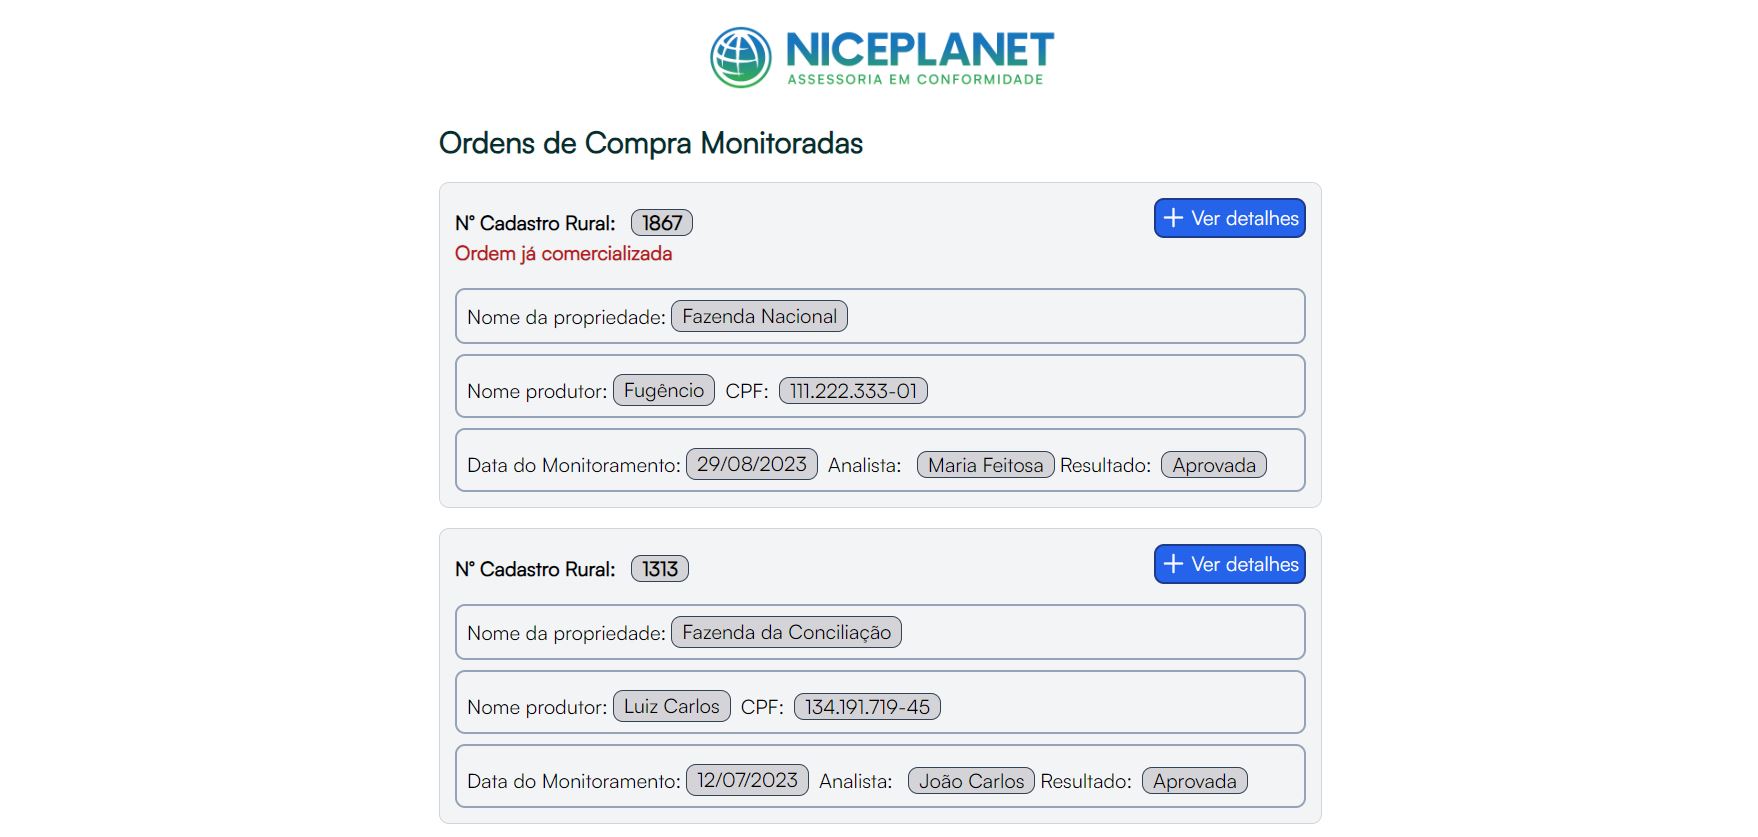 NICEPLANET
ASSESSORIA EM CONFORMIDADE
Ordens de Compra Monitoradas
N° Cadastro Rural: 1867
+ Ver detalhes
Ordem já comercializada
Nome da propriedade: Fazenda Nacional
Nome produtor: Fugêncio CPF: 111.222.333-01
Data do Monitoramento: 29/08/2023 Analista: Maria Feitosa Resultado: Aprovada
N° Cadastro Rural: 1313
+ Ver detalhes
Nome da propriedade: Fazenda da Conciliação
Nome produtor: Luiz Carlos CPF: 134.191.719-45
Data do Monitoramento: 12/07/2023 Analista: João Carlos Resultado: Aprovada